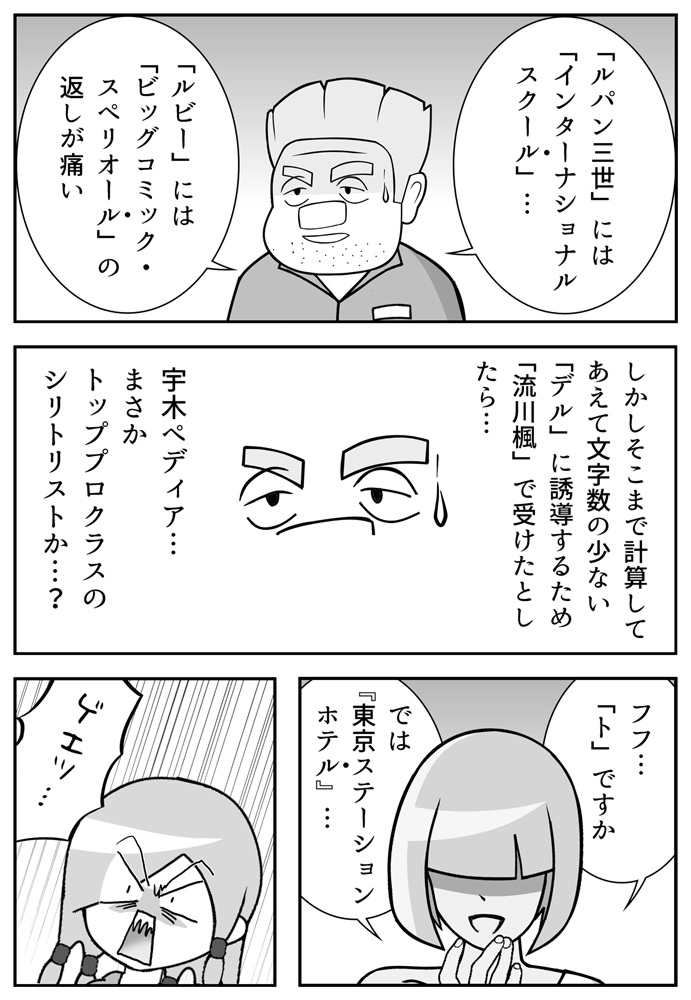 「ルパン三世」には
「インターナショナル
スクール」…
「ルビー」には
「ビッグコミック・
スペリオール」の
返しが痛い
しかしそこまで計算して
あえて文字数の少ない
「デル」に誘導するため
「流川楓」で受けたとし
たら…
宇木ペディア…
まさか
トッププロクラスの
シリトリストか…?
フフ…
「ト」ですか
では
『東京ステーション
ホテル』…
ゲエッ…